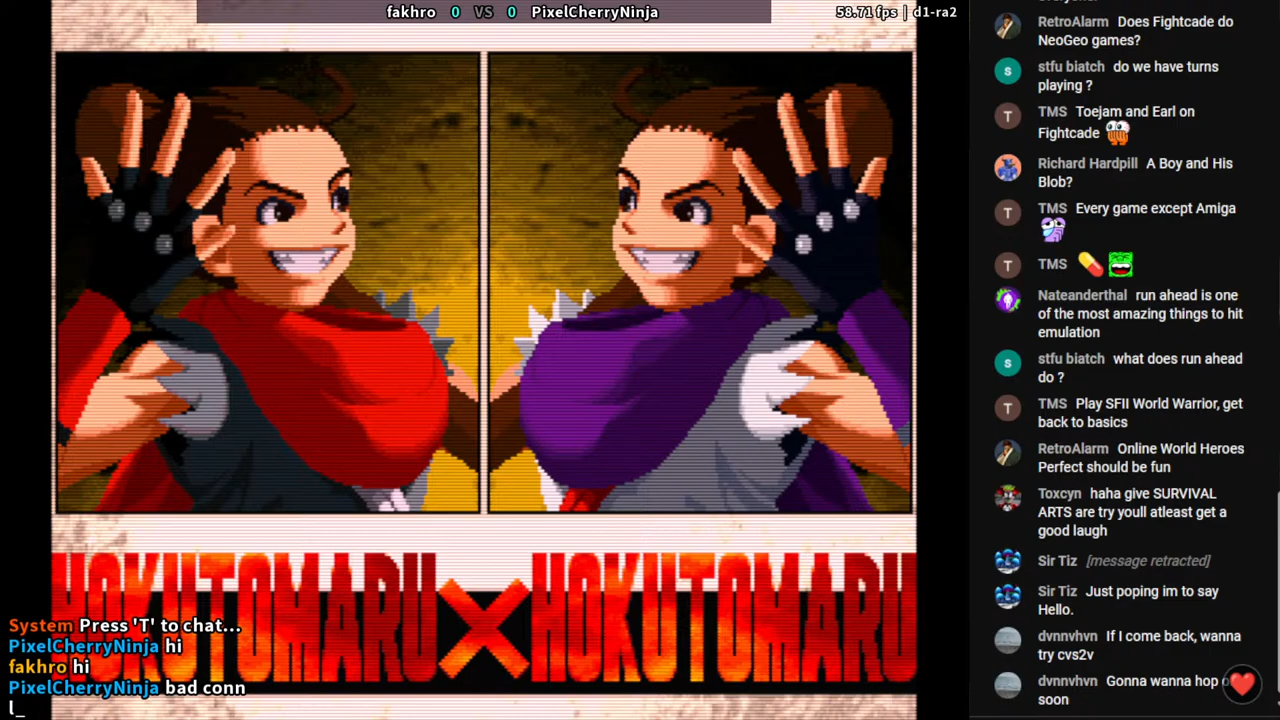 fakhro 0 VS 0 PixelCherryNinja
58.71 fps | d1-ra2
HOKUTOMARU X HOKUTOMARU
System Press 'T' to chat...
PixelCherryNinja hi
fakhro hi
PixelCherryNinja bad conn
l_
RetroAlarm Does Fightcade do
NeoGeo games?
S stfu biatch do we have turns
playing ?
T TMS Toejam and Earl on
Fightcade
Richard Hardpill A Boy and His
Blob?
T TMS Every game except Amiga
T TMS
Nateanderthal run ahead is one
of the most amazing things to hit
emulation
S stfu biatch what does run ahead
do ?
T TMS Play SFII World Warrior, get
back to basics
RetroAlarm Online World Heroes
Perfect should be fun
Toxcyn haha give SURVIVAL
ARTS are try youll atleast get a
good laugh
Sir Tiz [message retracted]
Sir Tiz Just poping im to say
Hello.
dvnnvhvn If I come back, wanna
try cvs2v
dvnnvhvn Gonna wanna hop
soon